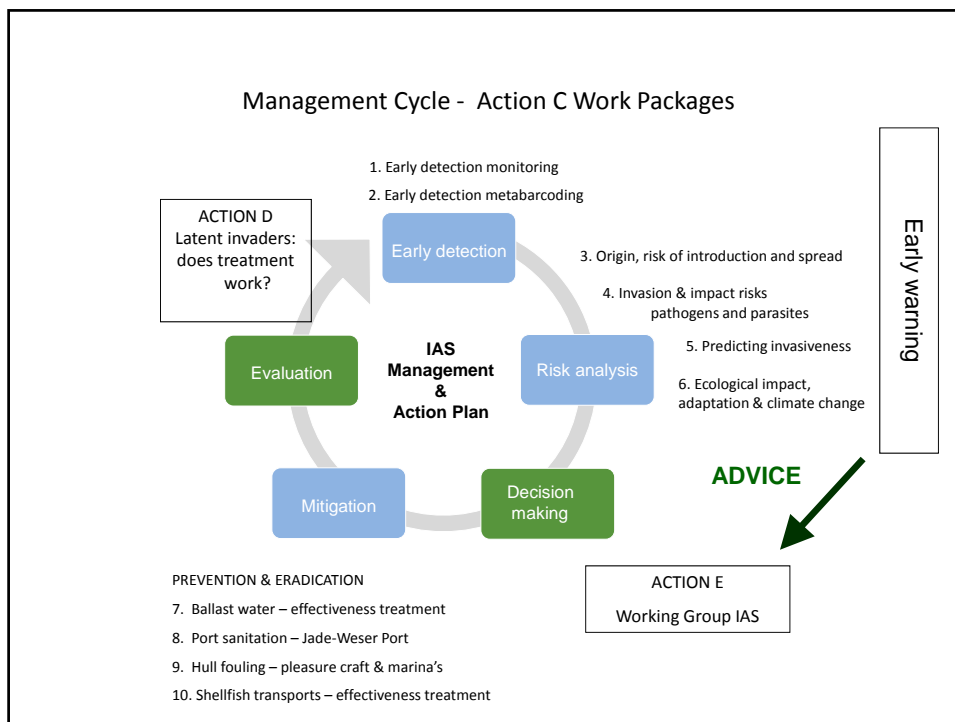 Management Cycle - Action C Work Packages
1. Early detection monitoring
2. Early detection metabarcoding
ACTION D
Latent invaders:
does treatment
work?
Early detection
3. Origin, risk of introduction and spread
4. Invasion & impact risks
pathogens and parasites
5. Predicting invasiveness
6. Ecological impact,
adaptation & climate change
Early warning
Evaluation
IAS
Management
&
Action Plan
Risk analysis
Mitigation
Decision
making
ADVICE
PREVENTION & ERADICATION
7. Ballast water – effectiveness treatment
8. Port sanitation – Jade-Weser Port
9. Hull fouling – pleasure craft & marina's
10. Shellfish transports – effectiveness treatment
ACTION E
Working Group IAS